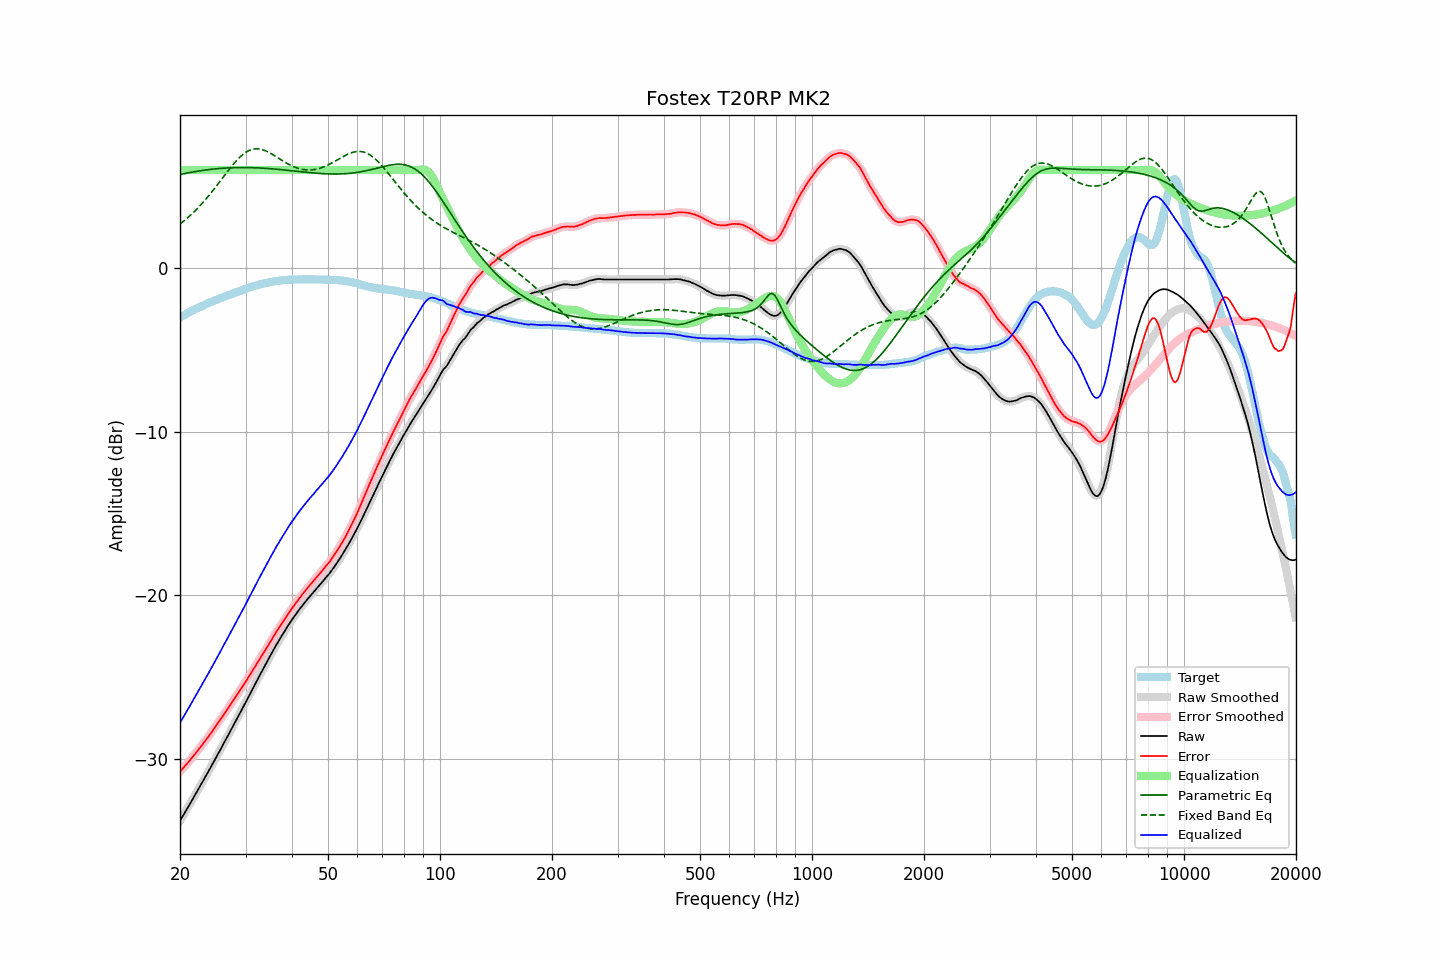 Fostex T20RP MK2
Amplitude (dBr)
0
−10
−20
−30
20
50
100
200
500
1000
2000
5000
10000
20000
Frequency (Hz)
Target
Raw Smoothed
Error Smoothed
Raw
Error
Equalization
Parametric Eq
Fixed Band Eq
Equalized